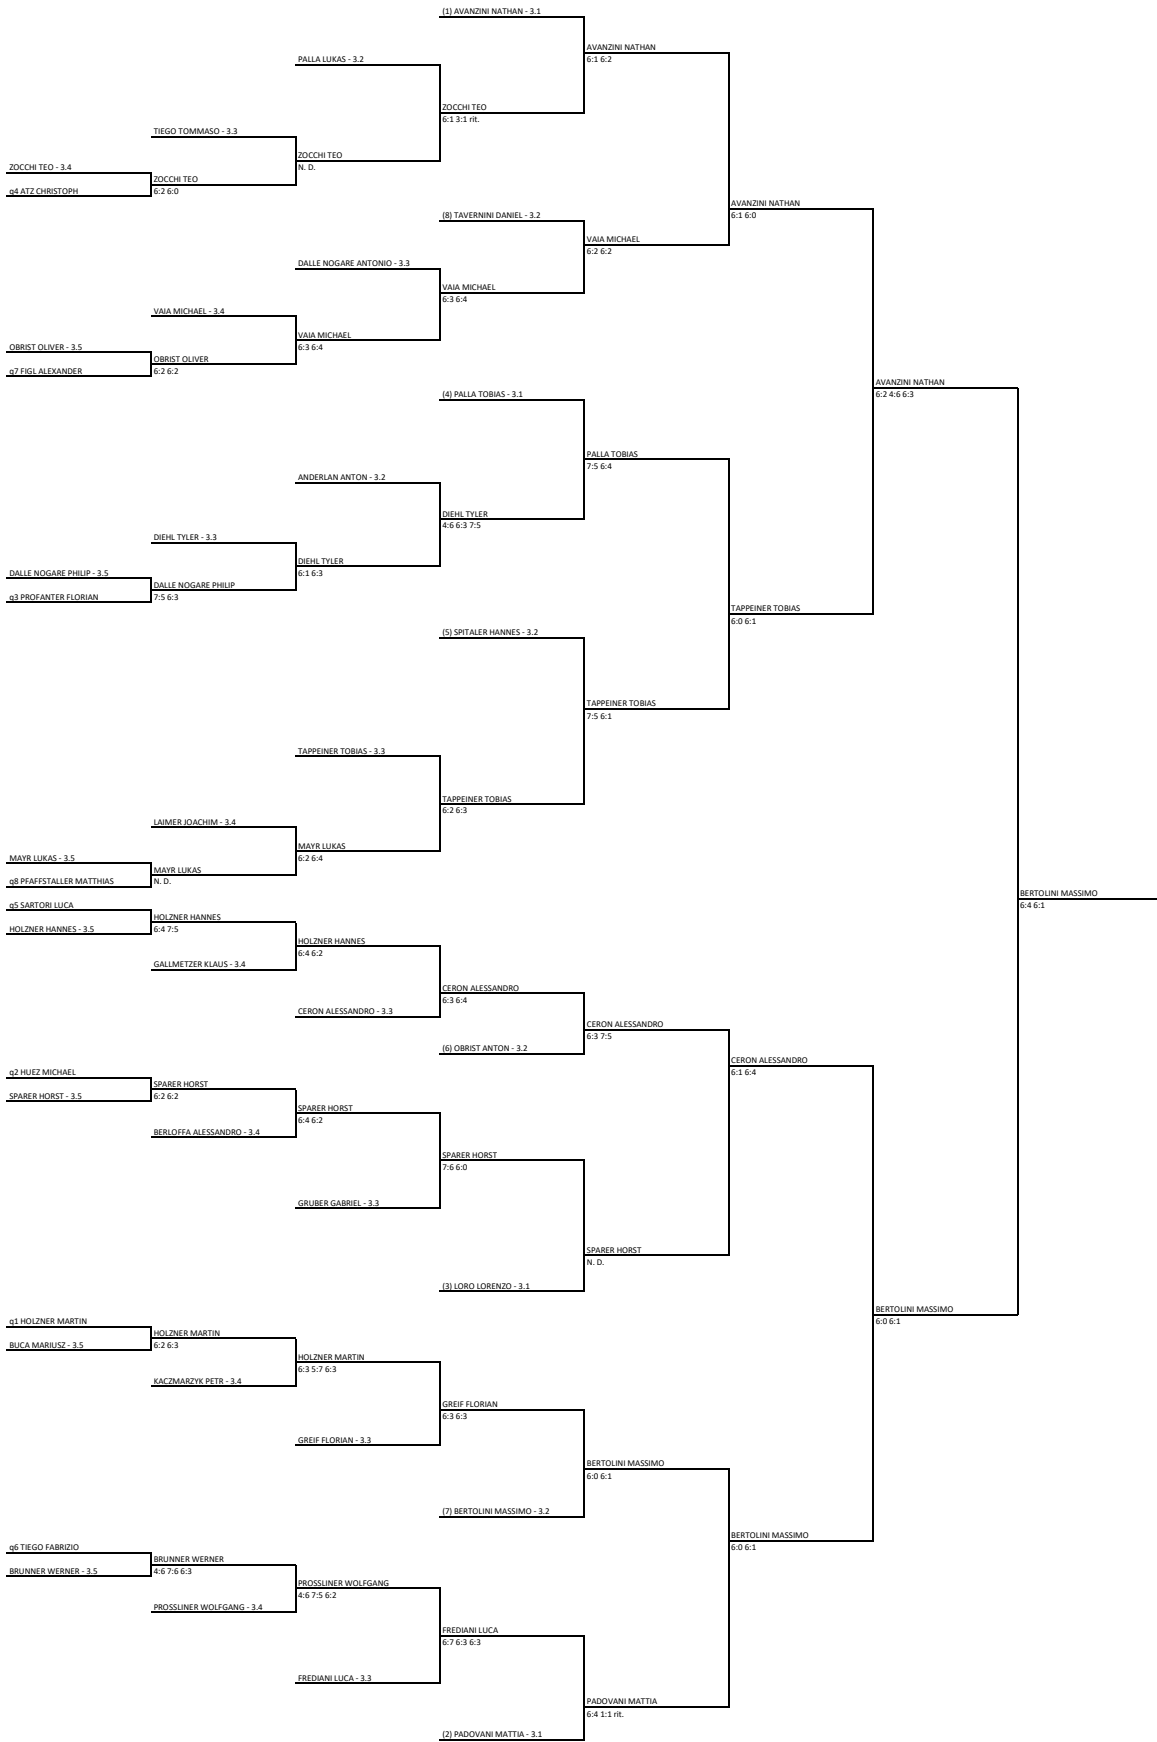 (1) AVANZINI NATHAN - 3.1
AVANZINI NATHAN
6:1 6:2
PALLA LUKAS - 3.2
ZOCCHI TEO
6:1 3:1 rit.
TIEGO TOMMASO - 3.3
ZOCCHI TEO
N. D.
ZOCCHI TEO - 3.4
ZOCCHI TEO
6:2 6:0
q4 ATZ CHRISTOPH
AVANZINI NATHAN
6:1 6:0
(8) TAVERNINI DANIEL - 3.2
VAIA MICHAEL
6:2 6:2
DALLE NOGARE ANTONIO - 3.3
VAIA MICHAEL
6:3 6:4
VAIA MICHAEL - 3.4
VAIA MICHAEL
6:3 6:4
OBRIST OLIVER - 3.5
OBRIST OLIVER
6:2 6:2
q7 FIGL ALEXANDER
AVANZINI NATHAN
6:2 4:6 6:3
(4) PALLA TOBIAS - 3.1
PALLA TOBIAS
7:5 6:4
ANDERLAN ANTON - 3.2
DIEHL TYLER
4:6 6:3 7:5
DIEHL TYLER - 3.3
DIEHL TYLER
6:1 6:3
DALLE NOGARE PHILIP - 3.5
DALLE NOGARE PHILIP
7:5 6:3
q3 PROFANTER FLORIAN
TAPPEINER TOBIAS
6:0 6:1
(5) SPITALER HANNES - 3.2
TAPPEINER TOBIAS
7:5 6:1
TAPPEINER TOBIAS - 3.3
TAPPEINER TOBIAS
6:2 6:3
LAIMER JOACHIM - 3.4
MAYR LUKAS
6:2 6:4
MAYR LUKAS - 3.5
MAYR LUKAS
N. D.
q8 PFAFFSTALLER MATTHIAS
BERTOLINI MASSIMO
6:4 6:1
q5 SARTORI LUCA
HOLZNER HANNES
6:4 7:5
HOLZNER HANNES - 3.5
HOLZNER HANNES
6:4 6:2
GALLMETZER KLAUS - 3.4
CERON ALESSANDRO
6:3 6:4
CERON ALESSANDRO - 3.3
CERON ALESSANDRO
6:3 7:5
(6) OBRIST ANTON - 3.2
CERON ALESSANDRO
6:1 6:4
q2 HUEZ MICHAEL
SPARER HORST
6:2 6:2
SPARER HORST - 3.5
SPARER HORST
6:4 6:2
BERLOFFA ALESSANDRO - 3.4
SPARER HORST
7:6 6:0
GRUBER GABRIEL - 3.3
SPARER HORST
N. D.
(3) LORO LORENZO - 3.1
BERTOLINI MASSIMO
6:0 6:1
q1 HOLZNER MARTIN
HOLZNER MARTIN
6:2 6:3
BUCA MARIUSZ - 3.5
HOLZNER MARTIN
6:3 5:7 6:3
KACZMARZYK PETR - 3.4
GREIF FLORIAN
6:3 6:3
GREIF FLORIAN - 3.3
BERTOLINI MASSIMO
6:0 6:1
(7) BERTOLINI MASSIMO - 3.2
BERTOLINI MASSIMO
6:0 6:1
q6 TIEGO FABRIZIO
BRUNNER WERNER
4:6 7:6 6:3
BRUNNER WERNER - 3.5
PROSSLINER WOLFGANG
4:6 7:5 6:2
PROSSLINER WOLFGANG - 3.4
FREDIANI LUCA
6:7 6:3 6:3
FREDIANI LUCA - 3.3
PADOVANI MATTIA
6:4 1:1 rit.
(2) PADOVANI MATTIA - 3.1